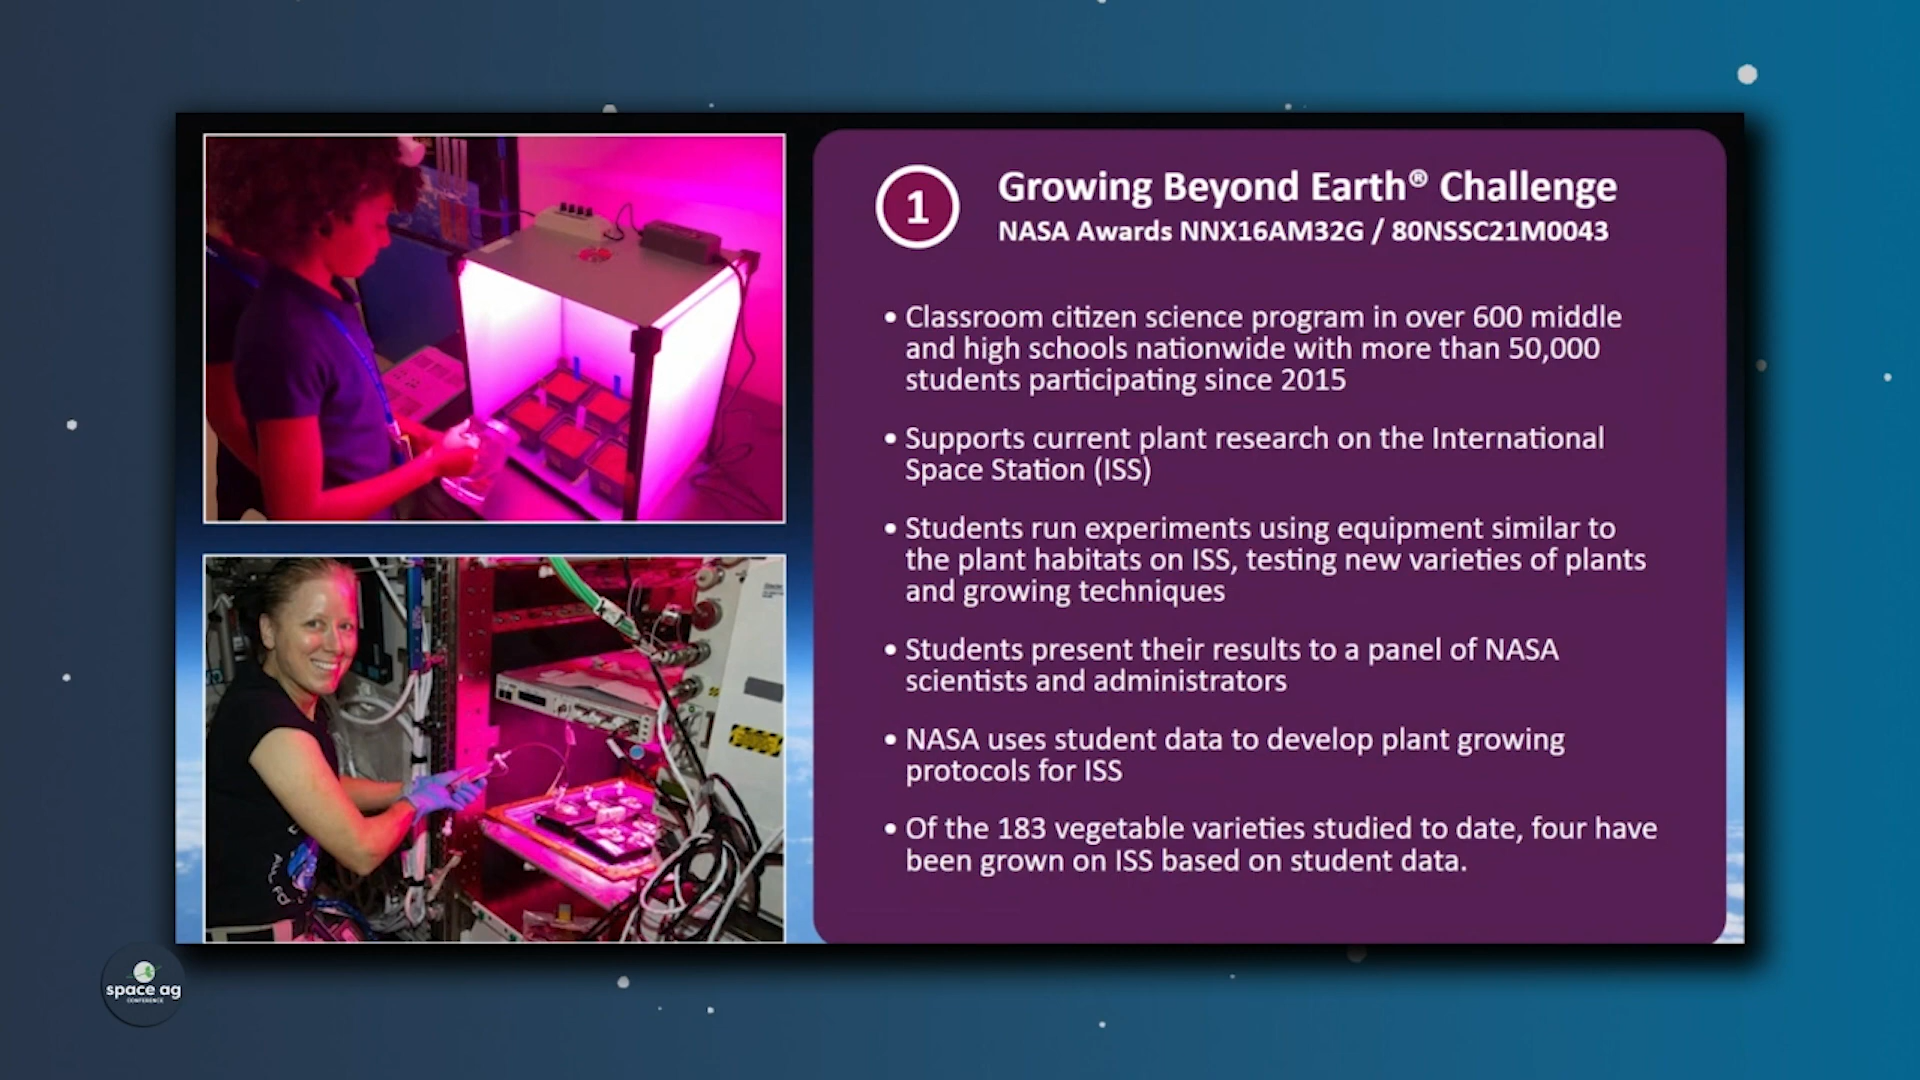 1
Growing Beyond Earth® Challenge
NASA Awards NNX16AM32G / 80NSSC21M0043
• Classroom citizen science program in over 600 middle
and high schools nationwide with more than 50,000
students participating since 2015
• Supports current plant research on the International
Space Station (ISS)
• Students run experiments using equipment similar to
the plant habitats on ISS, testing new varieties of plants
and growing techniques
• Students present their results to a panel of NASA
scientists and administrators
• NASA uses student data to develop plant growing
protocols for ISS
• Of the 183 vegetable varieties studied to date, four have
been grown on ISS based on student data.
space ag
CONFERENCE